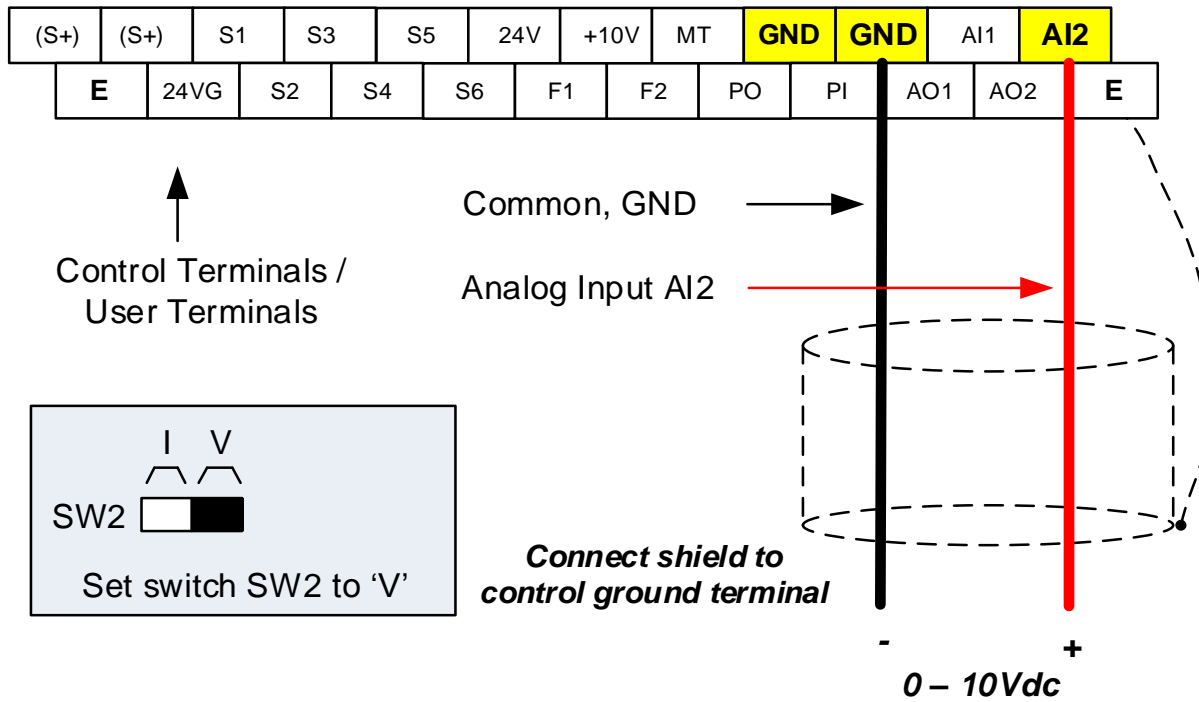 (S+) (S+) S1 S3 S5 24V +10V MT GND GND AI1 AI2
E 24VG S2 S4 S6 F1 F2 PO PI AO1 AO2 E
Common, GND
Control Terminals /
User Terminals
Analog Input AI2
I V
SW2
Set switch SW2 to ‘V’
Connect shield to
control ground terminal
- +
0 – 10Vdc